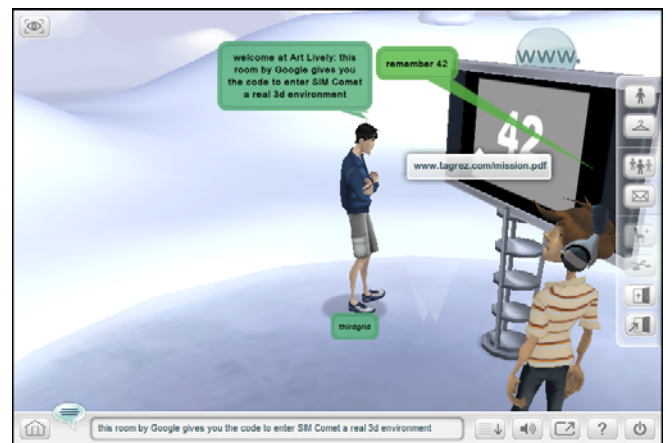 welcome at Art Lively: this
room by Google gives you
the code to enter SIM Comet
a real 3d environment
remember 42
www.
42
www.tagrez.com/mission.pdf
W
thirdgrid
this room by Google gives you the code to enter SIM Comet a real 3d environment
?